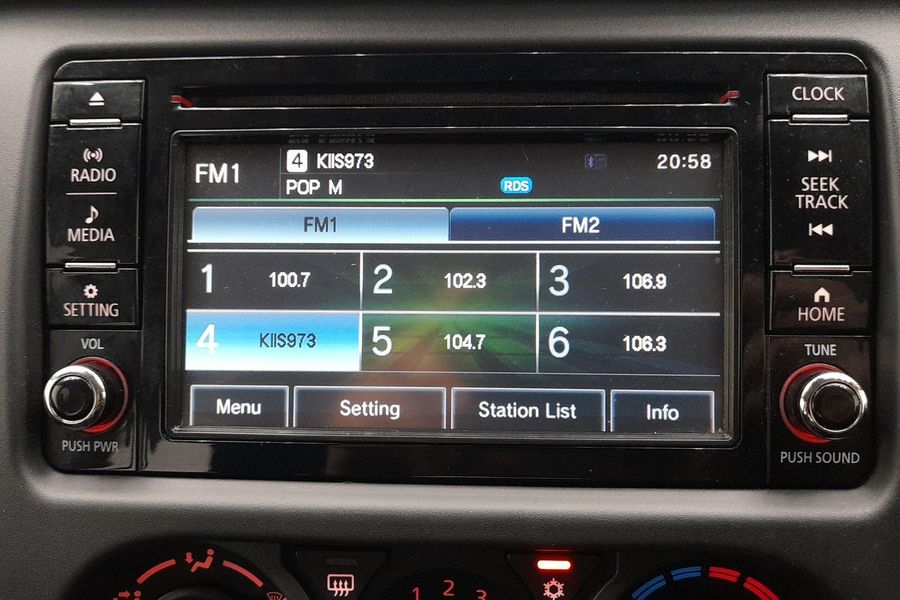 CLOCK
RADIO
MEDIA
SETTING
VOL
PUSH PWR
FM1
4 KIIS973
20:58
POP M
RDS
FM1 FM2
1 100.7 2 102.3 3 106.9
4 KIIS973 5 104.7 6 106.3
Menu Setting Station List Info
SEEK
TRACK
HOME
TUNE
PUSH SOUND
1 2 3